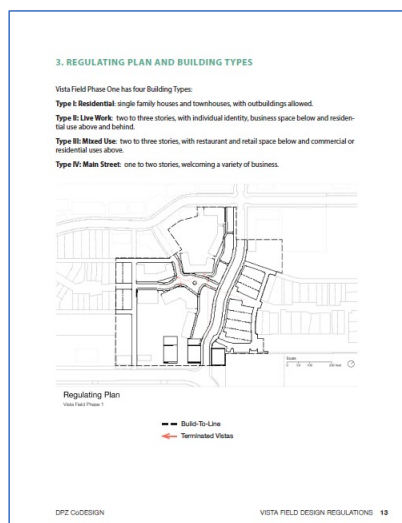 3. REGULATING PLAN AND BUILDING TYPES
Vista Field Phase One has four Building Types:
Type I: Residential: single family houses and townhouses, with outbuildings allowed.
Type II: Live Work: two to three stories, with individual identity, business space below and residen-
tial use above and behind.
Type III: Mixed Use: two to three stories, with restaurant and retail space below and commercial or
residential uses above.
Type IV: Main Street: one to two stories, welcoming a variety of business.
Scale
Regulating Plan
Vista Field Phase 1
Build-To-Line
Terminated Vistas
DPZ CoDESIGN
VISTA FIELD DESIGN REGULATIONS 13